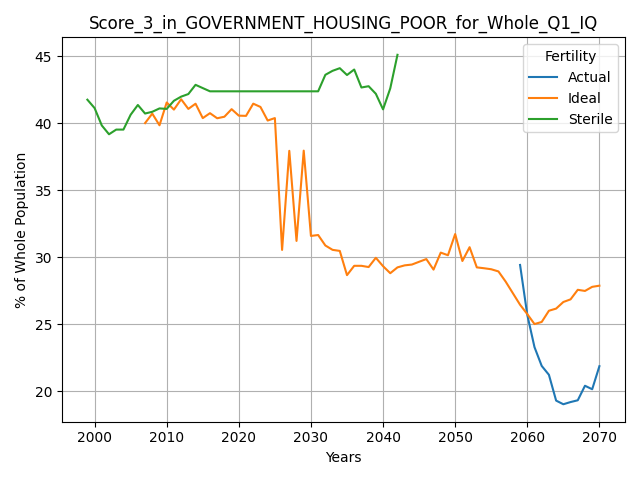 Score_3_in_GOVERNMENT_HOUSING_POOR_for_Whole_Q1_IQ
Fertility
Actual
Ideal
Sterile
% of Whole Population
45
40
35
30
25
20
2000 2010 2020 2030 2040 2050 2060 2070
Years